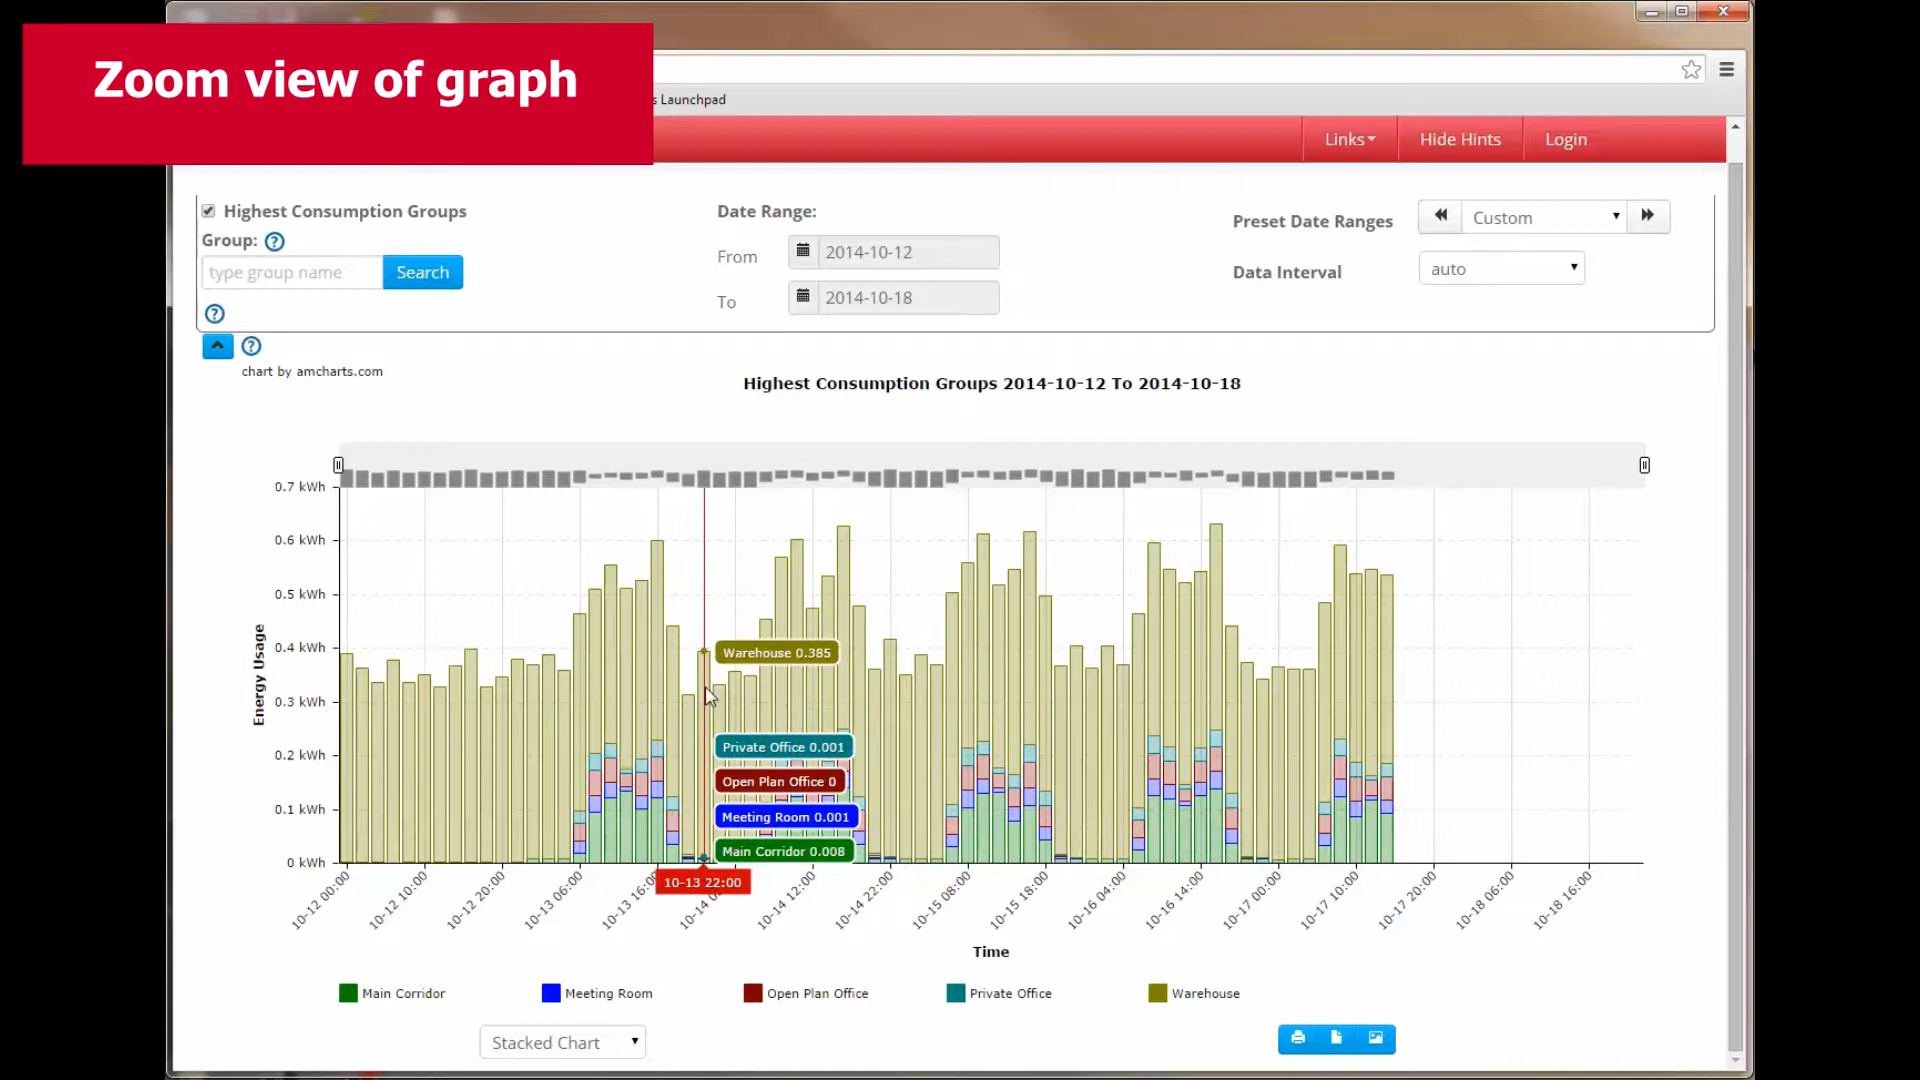 Zoom view of graph
s Launchpad
Links
Hide Hints
Login
Highest Consumption Groups
Group:
type group name
Search
Date Range:
From
2014-10-12
To
2014-10-18
Preset Date Ranges
Custom
Data Interval
auto
chart by amcharts.com
Highest Consumption Groups 2014-10-12 To 2014-10-18
0.7 kWh
0.6 kWh
0.5 kWh
0.4 kWh
0.3 kWh
0.2 kWh
0.1 kWh
0 kWh
Energy Usage
Warehouse 0.385
Private Office 0.001
Open Plan Office 0
Meeting Room 0.001
Main Corridor 0.008
10-13 22:00
10-12 00:00
10-12 10:00
10-12 20:00
10-13 06:00
10-13 16:0
10-14 0
10-14 12:00
10-14 22:00
10-15 08:00
10-15 18:00
10-16 04:00
10-16 14:00
10-17 00:00
10-17 10:00
10-17 20:00
10-18 06:00
10-18 16:00
Time
Main Corridor
Meeting Room
Open Plan Office
Private Office
Warehouse
Stacked Chart